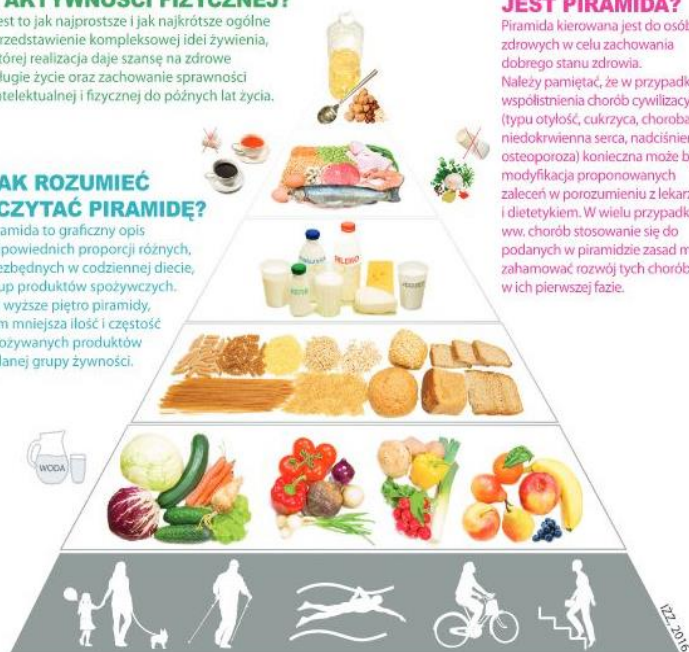 AKTYWNOŚCI FIZYCZNEJ?
est to jak najprostsze i jak najkrótsze ogólne
rzedstawienie kompleksowej idei żywienia,
tórej realizacja daje szansę na zdrowe
ługie życie oraz zachowanie sprawności
ntelektualnej i fizycznej do późnych lat życia.
AK ROZUMIEĆ
CZYTAĆ PIRAMIDĘ?
ramida to graficzny opis
powiednich proporcji różnych,
ezbędnych w codziennej diecie,
up produktów spożywczych.
wyższe piętro piramidy,
m mniejsza ilość i częstość
ożywanych produktów
anej grupy żywności.
JEST PIRAMIDA?
Piramida kierowana jest do osób
zdrowych w celu zachowania
dobrego stanu zdrowia.
Należy pamiętać, że w przypadk
współistnienia chorób cywilizacy
(typu otyłość, cukrzyca, choroba
niedokrwienna serca, nadciśnien
osteoporoza) konieczna może b
modyfikacja proponowanych
zaleceń w porozumieniu z lekarz
i dietetykiem. W wielu przypadk
ww. chorób stosowanie się do
podanych w piramidzie zasad m
zahamować rozwój tych chorób
w ich pierwszej fazie.
WODA
IŻŻ, 2016